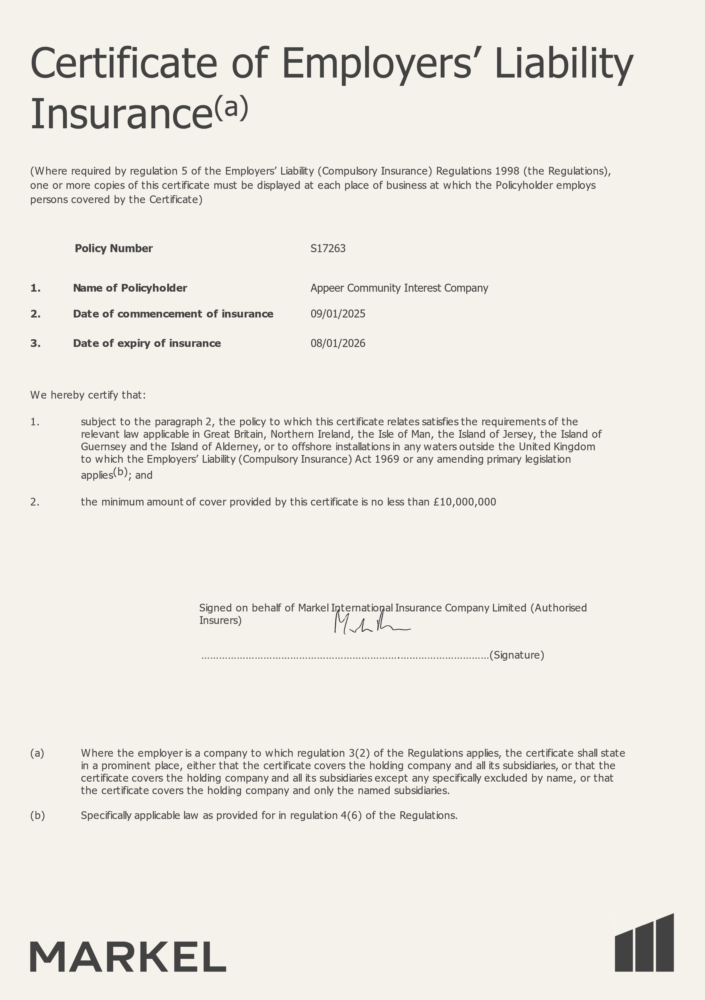 Certificate of Employers’ Liability
Insurance(a)
(Where required by regulation 5 of the Employers’ Liability (Compulsory Insurance) Regulations 1998 (the Regulations),
one or more copies of this certificate must be displayed at each place of business at which the Policyholder employs
persons covered by the Certificate)
Policy Number S17263
1. Name of Policyholder Appeer Community Interest Company
2. Date of commencement of insurance 09/01/2025
3. Date of expiry of insurance 08/01/2026
We hereby certify that:
1. subject to the paragraph 2, the policy to which this certificate relates satisfies the requirements of the
relevant law applicable in Great Britain, Northern Ireland, the Isle of Man, the Island of Jersey, the Island of
Guernsey and the Island of Alderney, or to offshore installations in any waters outside the United Kingdom
to which the Employers’ Liability (Compulsory Insurance) Act 1969 or any amending primary legislation
applies(b); and
2. the minimum amount of cover provided by this certificate is no less than £10,000,000
Signed on behalf of Markel International Insurance Company Limited (Authorised
Insurers)
……………………………………………………….…………………………(Signature)
(a) Where the employer is a company to which regulation 3(2) of the Regulations applies, the certificate shall state
in a prominent place, either that the certificate covers the holding company and all its subsidiaries, or that the
certificate covers the holding company and all its subsidiaries except any specifically excluded by name, or that
the certificate covers the holding company and only the named subsidiaries.
(b) Specifically applicable law as provided for in regulation 4(6) of the Regulations.
MARKEL